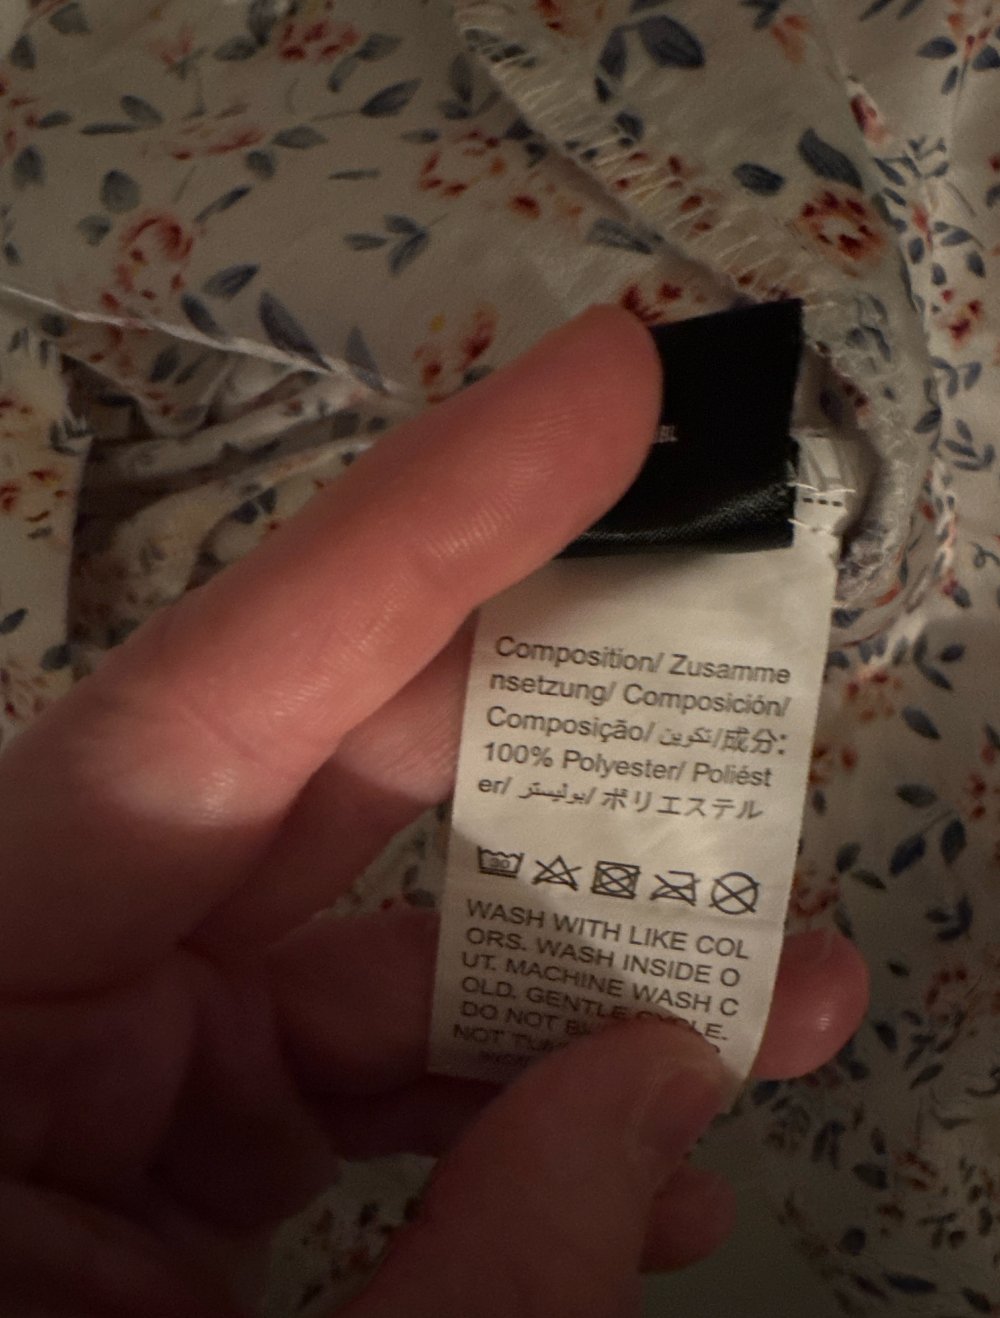 Composition/ Zusamme
nsetzung/ Composición/
Composição/ تكوين/成分:
100% Polyester/ Poliést
er/ بوليستر/ ポリエステル
30
WASH WITH LIKE COL
ORS. WASH INSIDE O
UT. MACHINE WASH C
OLD. GENTLE CYCLE.
DO NOT
NOT